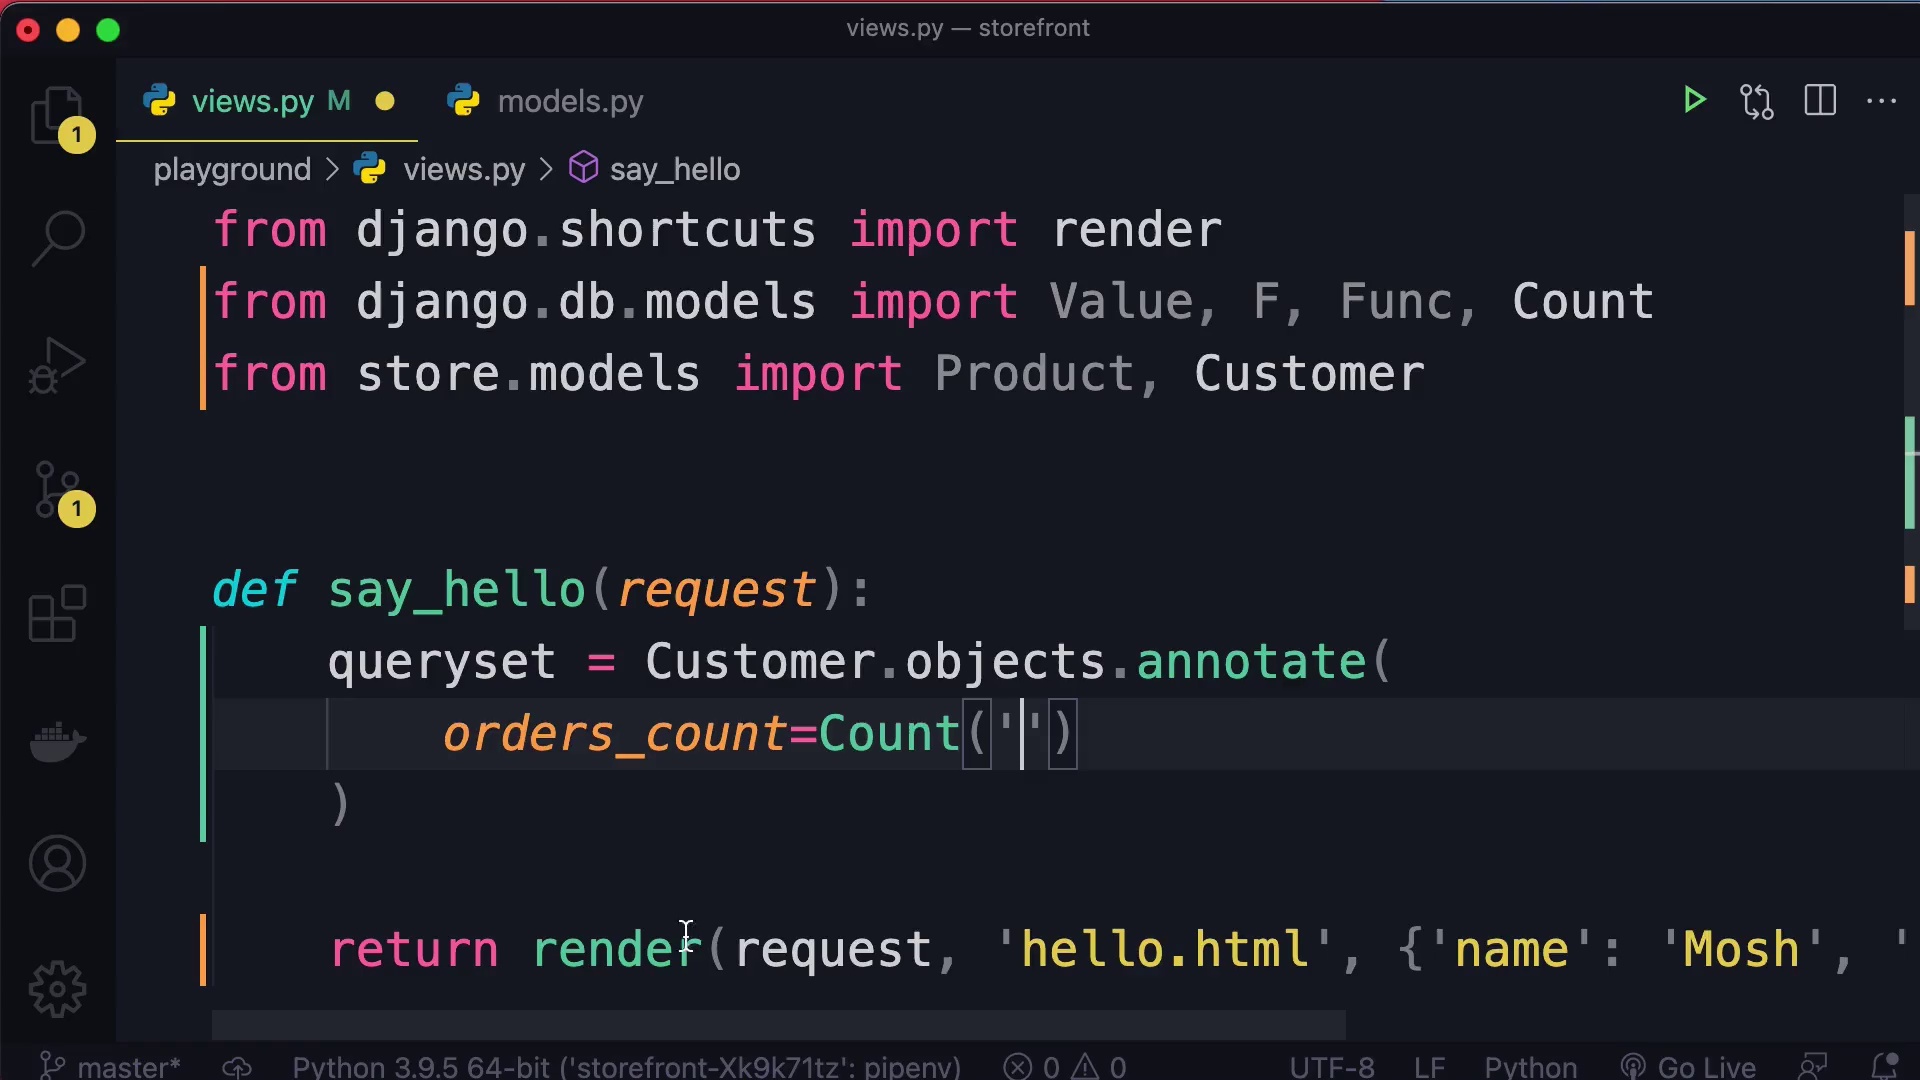 views.py — storefront
views.py M models.py
1
playground > views.py > say_hello
from django.shortcuts import render
from django.db.models import Value, F, Func, Count
from store.models import Product, Customer
1
def say_hello(request):
queryset = Customer.objects.annotate(
orders_count=Count('')
)
return render(request, 'hello.html', {'name': 'Mosh', '
master* Python 3.9.5 64-bit ('storefront-Xk9k71tz': pipenv) 0 0 UTF-8 LF Python Go Live